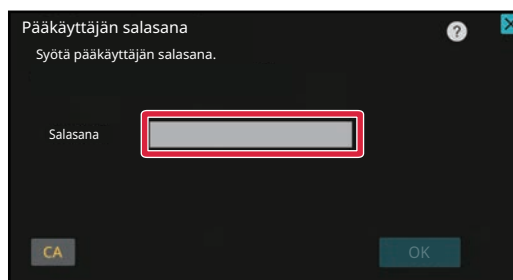 Pääkäyttäjän salasana
?
Syötä pääkäyttäjän salasana.
Salasana
CA
OK